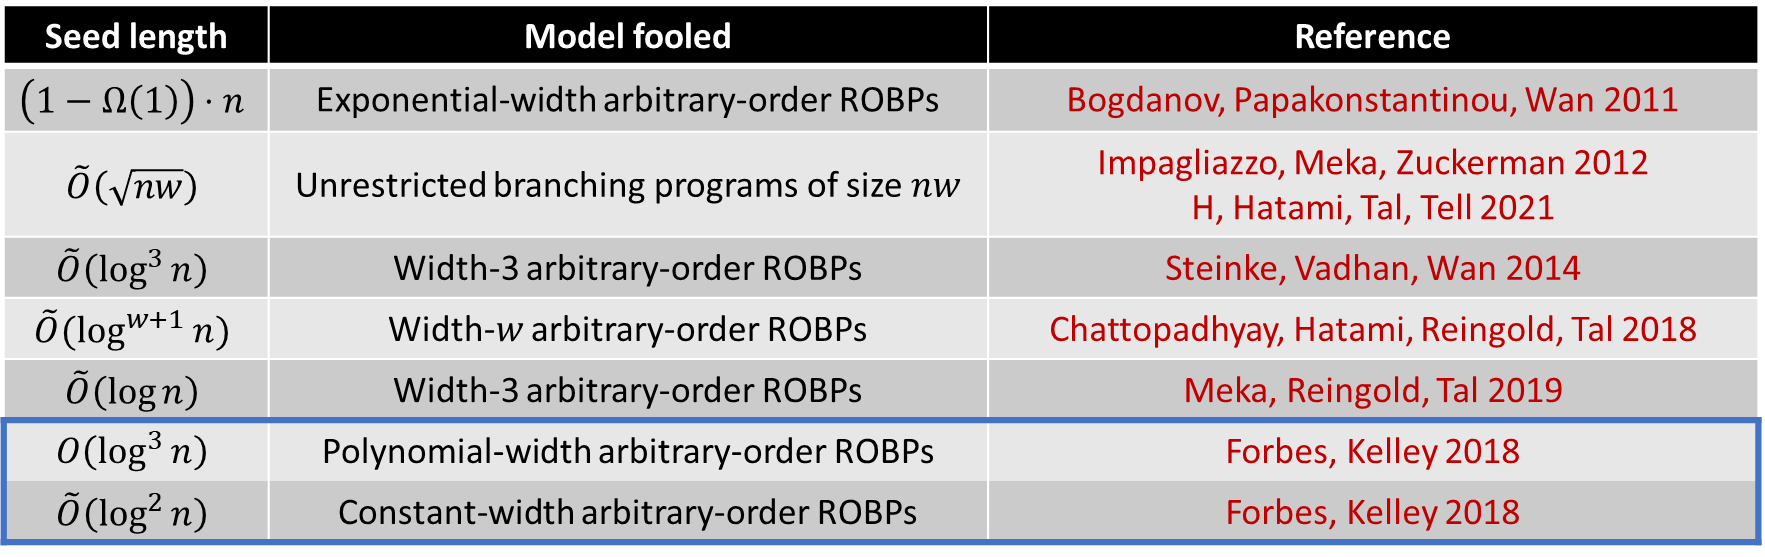 Seed length Model fooled Reference
(1 − Ω(1)) · n Exponential-width arbitrary-order ROBPs Bogdanov, Papakonstantinou, Wan 2011
Õ(√nw) Unrestricted branching programs of size nw Impagliazzo, Meka, Zuckerman 2012
H, Hatami, Tal, Tell 2021
Õ(log³ n) Width-3 arbitrary-order ROBPs Steinke, Vadhan, Wan 2014
Õ(logʷ⁺¹ n) Width-w arbitrary-order ROBPs Chattopadhyay, Hatami, Reingold, Tal 2018
Õ(log n) Width-3 arbitrary-order ROBPs Meka, Reingold, Tal 2019
O(log³ n) Polynomial-width arbitrary-order ROBPs Forbes, Kelley 2018
Õ(log² n) Constant-width arbitrary-order ROBPs Forbes, Kelley 2018